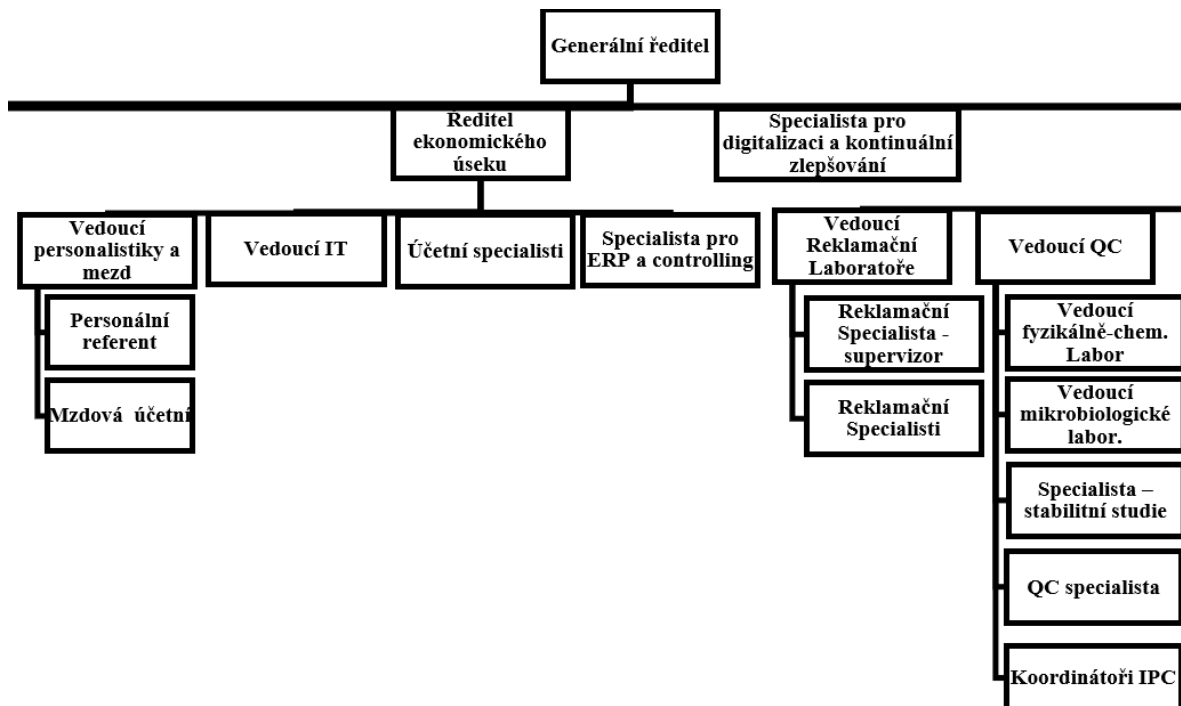 Generální ředitel
Ředitel
ekonomického
úseku
Specialista pro
digitalizaci a kontinuální
zlepšování
Vedoucí
personalistiky a
mezd
Vedoucí IT
Účetní specialisti
Specialista pro
ERP a controlling
Vedoucí
Reklamační
Laboratoře
Vedoucí QC
Personální
referent
Mzdová účetní
Reklamační
Specialista -
supervizor
Reklamační
Specialisti
Vedoucí
fyzikálně-chem.
Labor
Vedoucí
mikrobiologické
labor.
Specialista –
stabilitní studie
QC specialista
Koordinátoři IPC